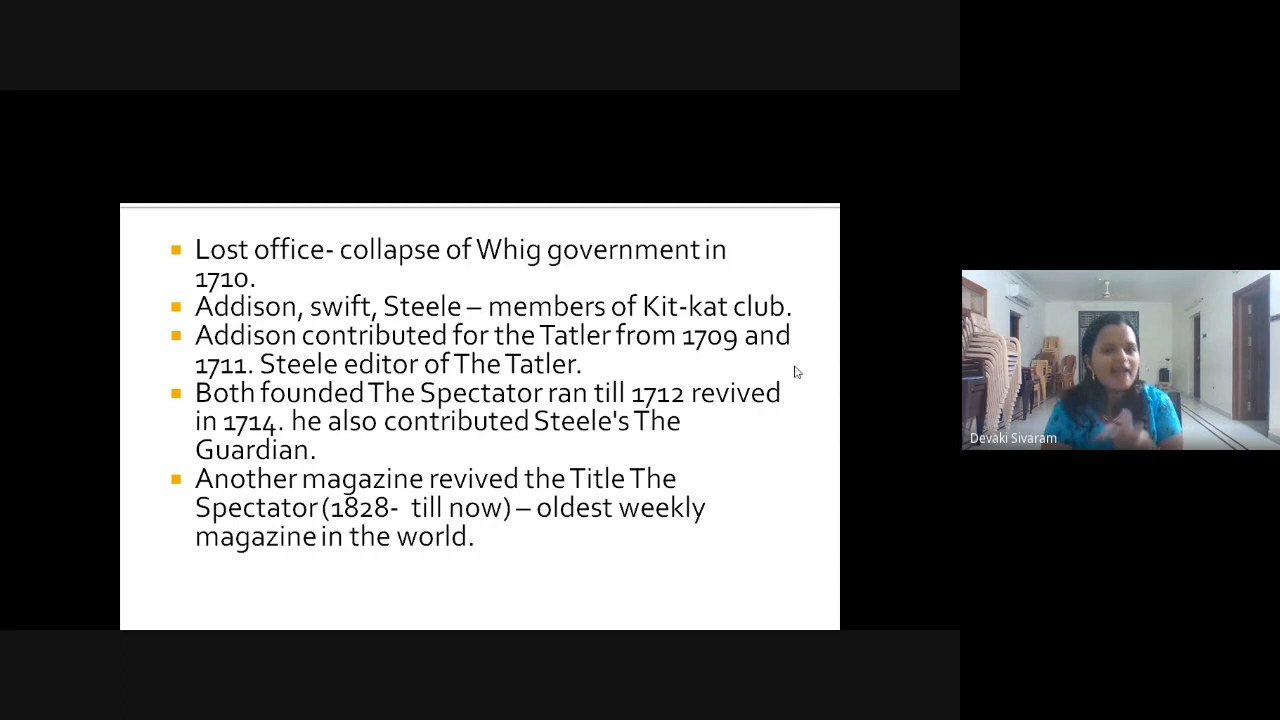 Lost office- collapse of Whig government in
1710.
Addison, swift, Steele – members of Kit-kat club.
Addison contributed for the Tatler from 1709 and
1711. Steele editor of The Tatler.
Both founded The Spectator ran till 1712 revived
in 1714. he also contributed Steele's The
Guardian.
Another magazine revived the Title The
Spectator (1828-  till now) – oldest weekly
magazine in the world.
Devaki Sivaram